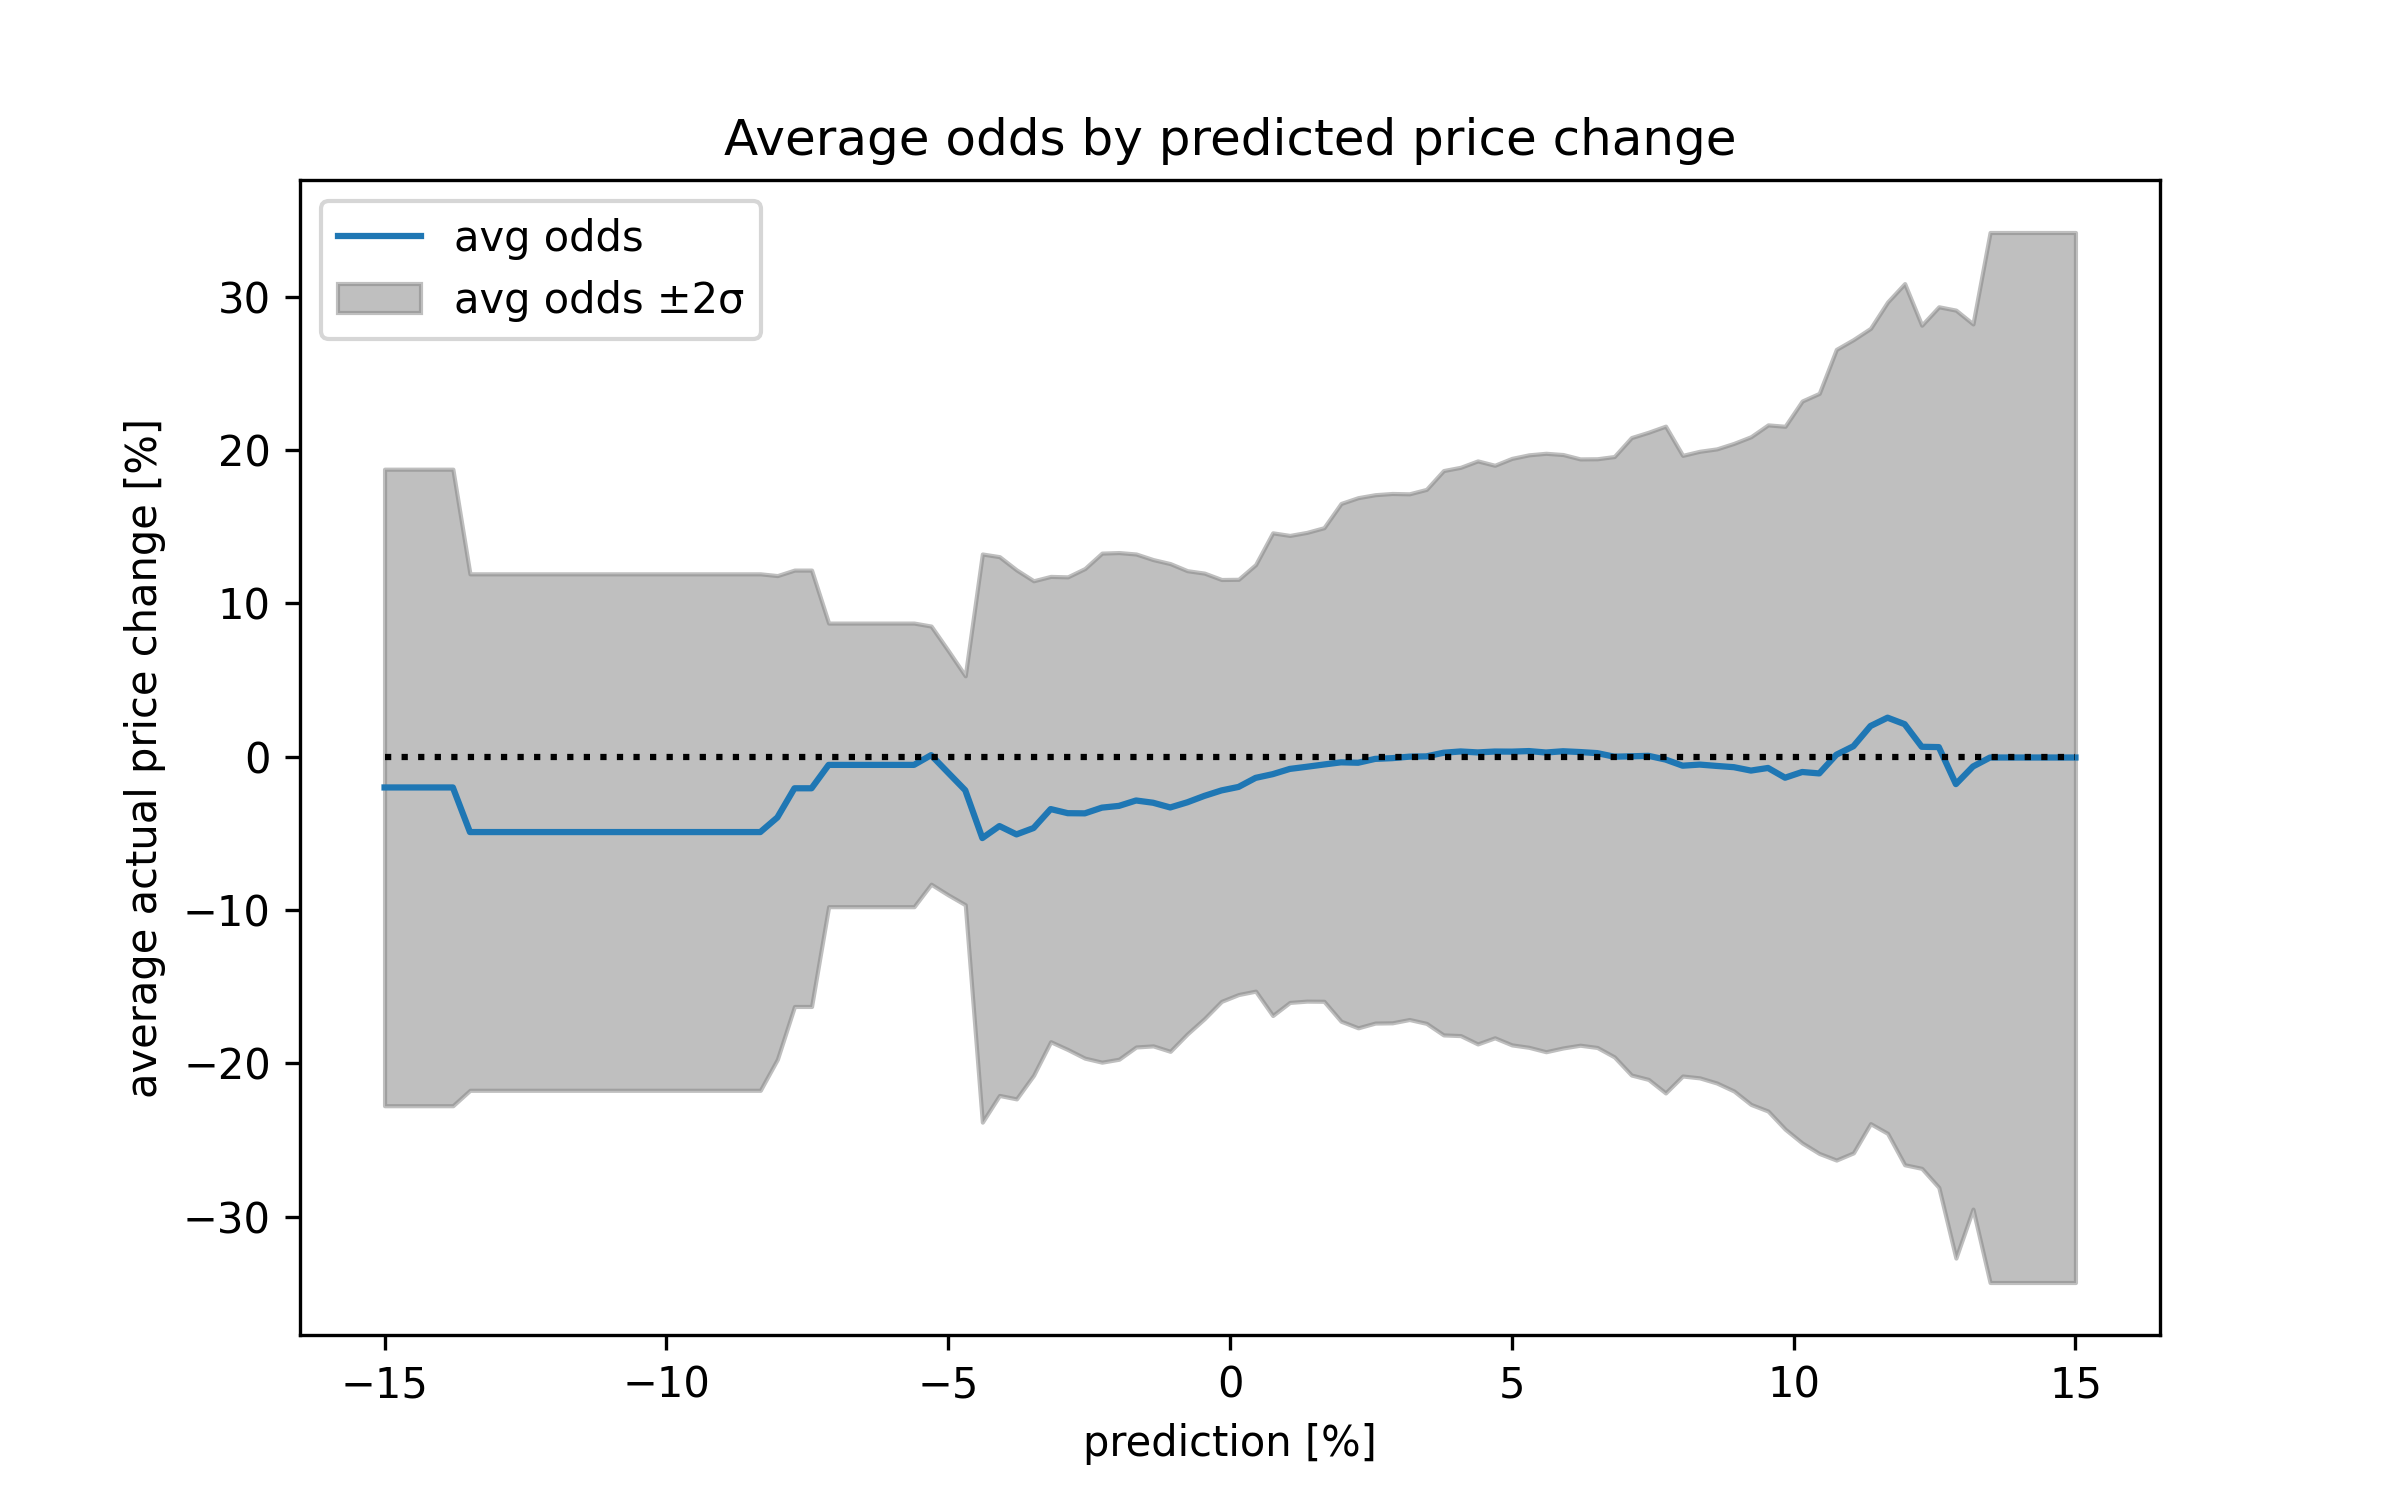 Average odds by predicted price change
avg odds
avg odds ±2σ
average actual price change [%]
30
20
10
0
−10
−20
−30
−15
−10
−5
0
5
10
15
prediction [%]